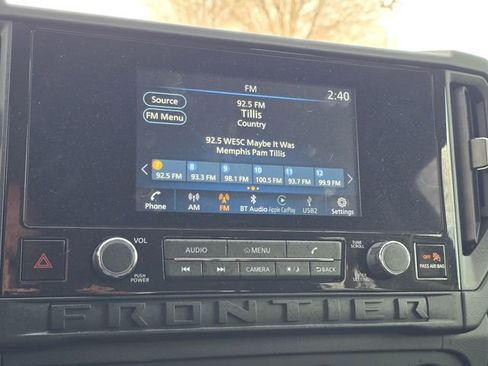 FM
2:40
Source
FM Menu
92.5 FM
Tillis
Country
92.5 WESC Maybe It Was
Memphis Pam Tillis
7 8 9 10 11 12
92.5 FM 93.3 FM 98.1 FM 100.5 FM 93.7 FM 99.9 FM
Phone AM FM BT Audio Apple CarPlay USB2 Settings
VOL
AUDIO MENU
TUNE
SCROLL
PUSH
POWER
CAMERA BACK
OFF
PASS AIR BAG
FRONTIER